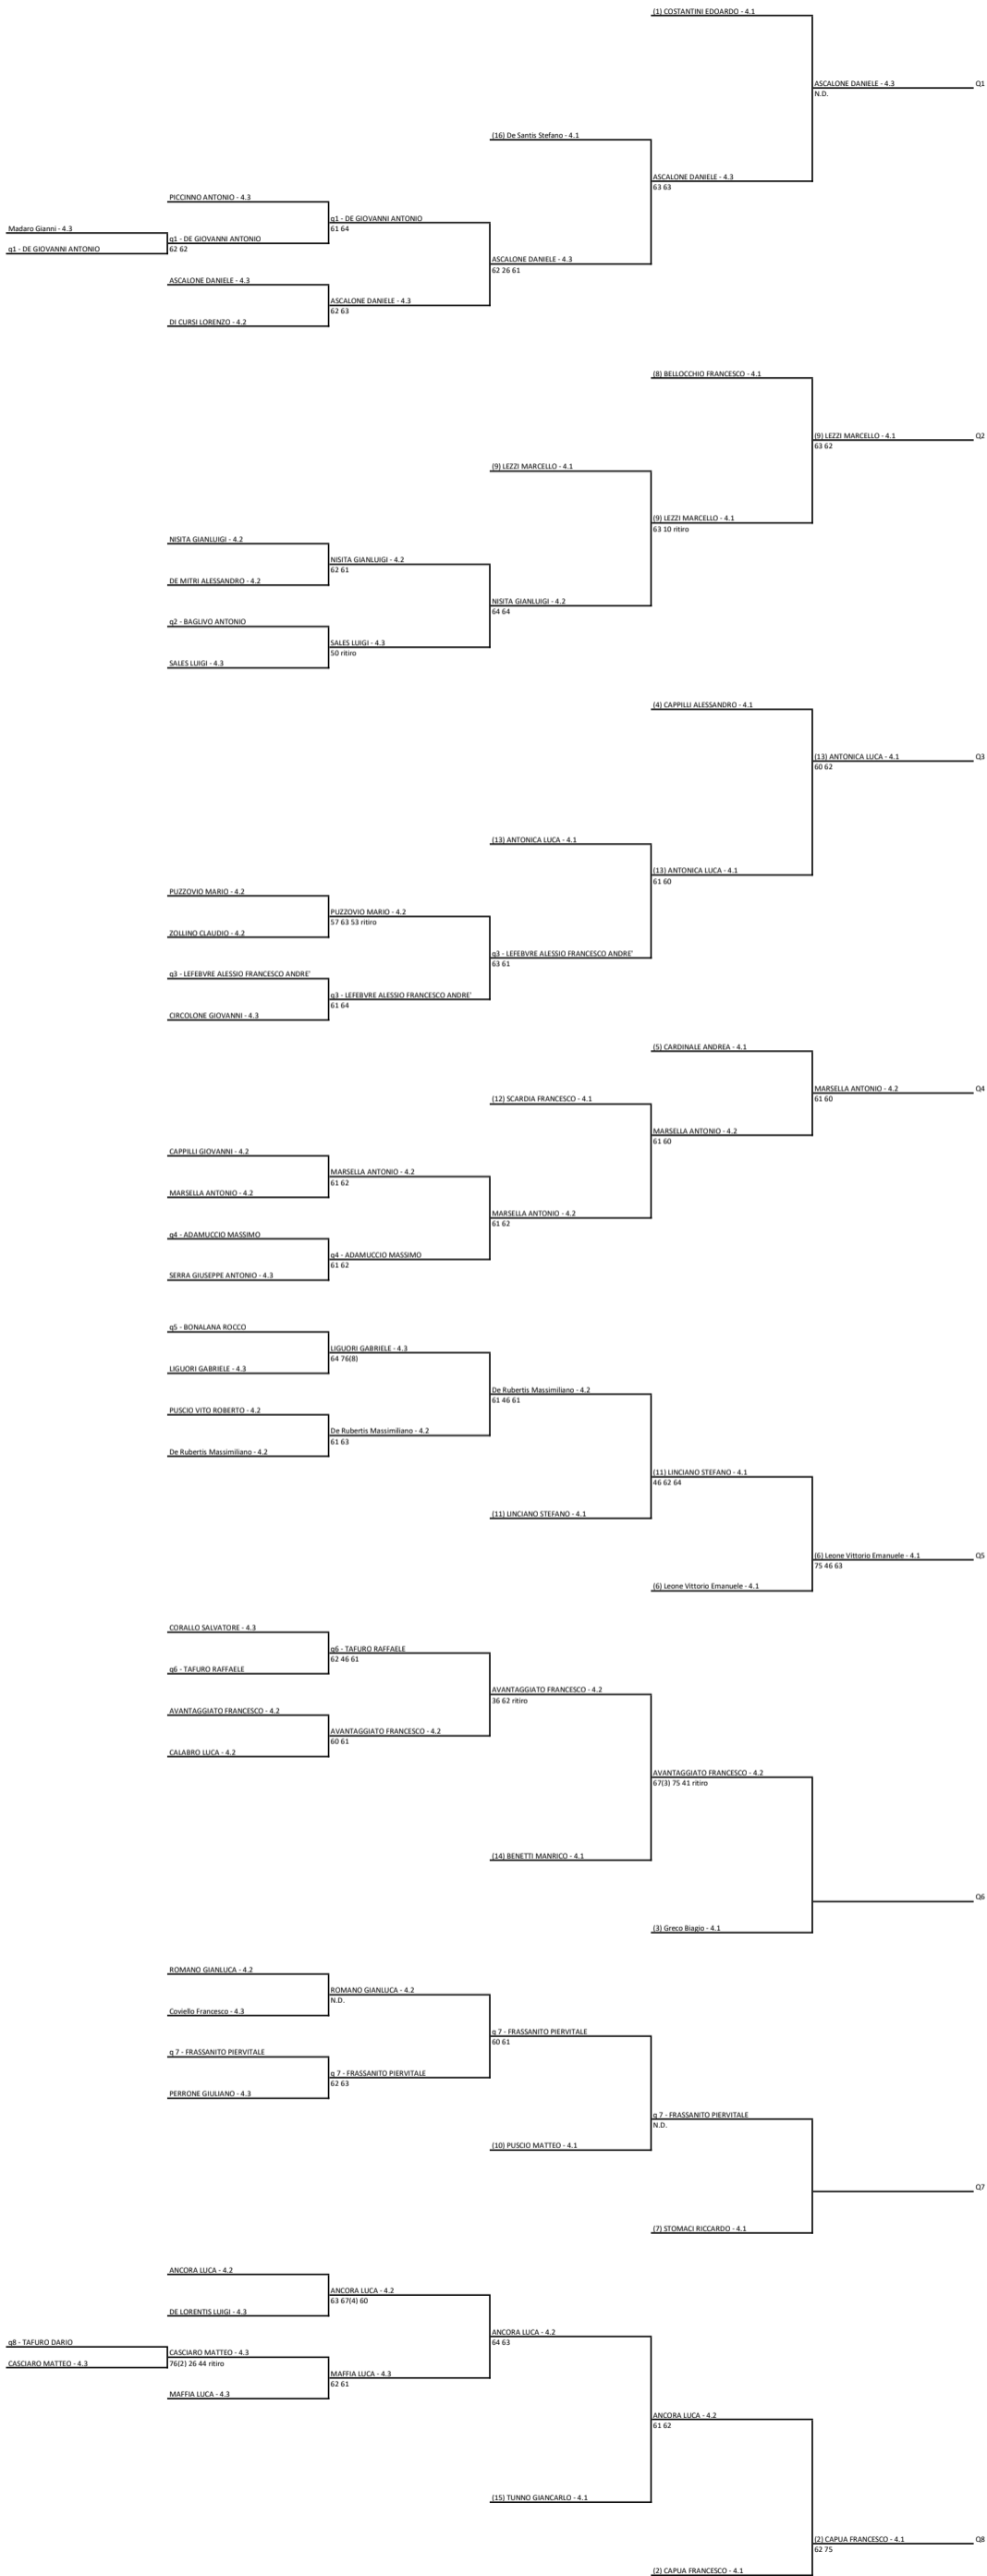 (1) COSTANTINI EDOARDO - 4.1
ASCALONE DANIELE - 4.3
Q1
N.D.
(16) De Santis Stefano - 4.1
ASCALONE DANIELE - 4.3
63 63
PICCINNO ANTONIO - 4.3
q1 - DE GIOVANNI ANTONIO
61 64
Madaro Gianni - 4.3
q1 - DE GIOVANNI ANTONIO
62 62
q1 - DE GIOVANNI ANTONIO
ASCALONE DANIELE - 4.3
62 26 61
ASCALONE DANIELE - 4.3
ASCALONE DANIELE - 4.3
62 63
DI CURSI LORENZO - 4.2
(8) BELLOCCHIO FRANCESCO - 4.1
(9) LEZZI MARCELLO - 4.1
Q2
63 62
(9) LEZZI MARCELLO - 4.1
(9) LEZZI MARCELLO - 4.1
63 10 ritiro
NISITA GIANLUIGI - 4.2
NISITA GIANLUIGI - 4.2
62 61
DE MITRI ALESSANDRO - 4.2
NISITA GIANLUIGI - 4.2
64 64
q2 - BAGLIVO ANTONIO
SALES LUIGI - 4.3
50 ritiro
SALES LUIGI - 4.3
(4) CAPPILLI ALESSANDRO - 4.1
(13) ANTONICA LUCA - 4.1
Q3
60 62
(13) ANTONICA LUCA - 4.1
(13) ANTONICA LUCA - 4.1
61 60
PUZZOVIO MARIO - 4.2
PUZZOVIO MARIO - 4.2
57 63 53 ritiro
ZOLLINO CLAUDIO - 4.2
q3 - LEFEBVRE ALESSIO FRANCESCO ANDRE'
63 61
q3 - LEFEBVRE ALESSIO FRANCESCO ANDRE'
q3 - LEFEBVRE ALESSIO FRANCESCO ANDRE'
61 64
CIRCOLONE GIOVANNI - 4.3
(5) CARDINALE ANDREA - 4.1
MARSELLA ANTONIO - 4.2
Q4
61 60
(12) SCARDIA FRANCESCO - 4.1
MARSELLA ANTONIO - 4.2
61 60
CAPPILLI GIOVANNI - 4.2
MARSELLA ANTONIO - 4.2
61 62
MARSELLA ANTONIO - 4.2
MARSELLA ANTONIO - 4.2
61 62
q4 - ADAMUCCIO MASSIMO
q4 - ADAMUCCIO MASSIMO
61 62
SERRA GIUSEPPE ANTONIO - 4.3
q5 - BONALANA ROCCO
LIGUORI GABRIELE - 4.3
64 76(8)
LIGUORI GABRIELE - 4.3
De Rubertis Massimiliano - 4.2
61 46 61
PUSCIO VITO ROBERTO - 4.2
De Rubertis Massimiliano - 4.2
61 63
De Rubertis Massimiliano - 4.2
(11) LINCIANO STEFANO - 4.1
46 62 64
(11) LINCIANO STEFANO - 4.1
(6) Leone Vittorio Emanuele - 4.1
Q5
75 46 63
(6) Leone Vittorio Emanuele - 4.1
CORALLO SALVATORE - 4.3
q6 - TAFURO RAFFAELE
62 46 61
q6 - TAFURO RAFFAELE
AVANTAGGIATO FRANCESCO - 4.2
36 62 ritiro
AVANTAGGIATO FRANCESCO - 4.2
AVANTAGGIATO FRANCESCO - 4.2
60 61
CALABRO LUCA - 4.2
AVANTAGGIATO FRANCESCO - 4.2
67(3) 75 41 ritiro
(14) BENETTI MANRICO - 4.1
Q6
(3) Greco Biagio - 4.1
ROMANO GIANLUCA - 4.2
ROMANO GIANLUCA - 4.2
N.D.
Coviello Francesco - 4.3
q 7 - FRASSANITO PIERVITALE
60 61
q 7 - FRASSANITO PIERVITALE
q 7 - FRASSANITO PIERVITALE
62 63
PERRONE GIULIANO - 4.3
q 7 - FRASSANITO PIERVITALE
N.D.
(10) PUSCIO MATTEO - 4.1
Q7
(7) STOMACI RICCARDO - 4.1
ANCORA LUCA - 4.2
ANCORA LUCA - 4.2
63 67(4) 60
DE LORENTIS LUIGI - 4.3
ANCORA LUCA - 4.2
64 63
q8 - TAFURO DARIO
CASCIARO MATTEO - 4.3
76(2) 26 44 ritiro
CASCIARO MATTEO - 4.3
MAFFIA LUCA - 4.3
62 61
MAFFIA LUCA - 4.3
ANCORA LUCA - 4.2
61 62
(15) TUNNO GIANCARLO - 4.1
(2) CAPUA FRANCESCO - 4.1
Q8
62 75
(2) CAPUA FRANCESCO - 4.1